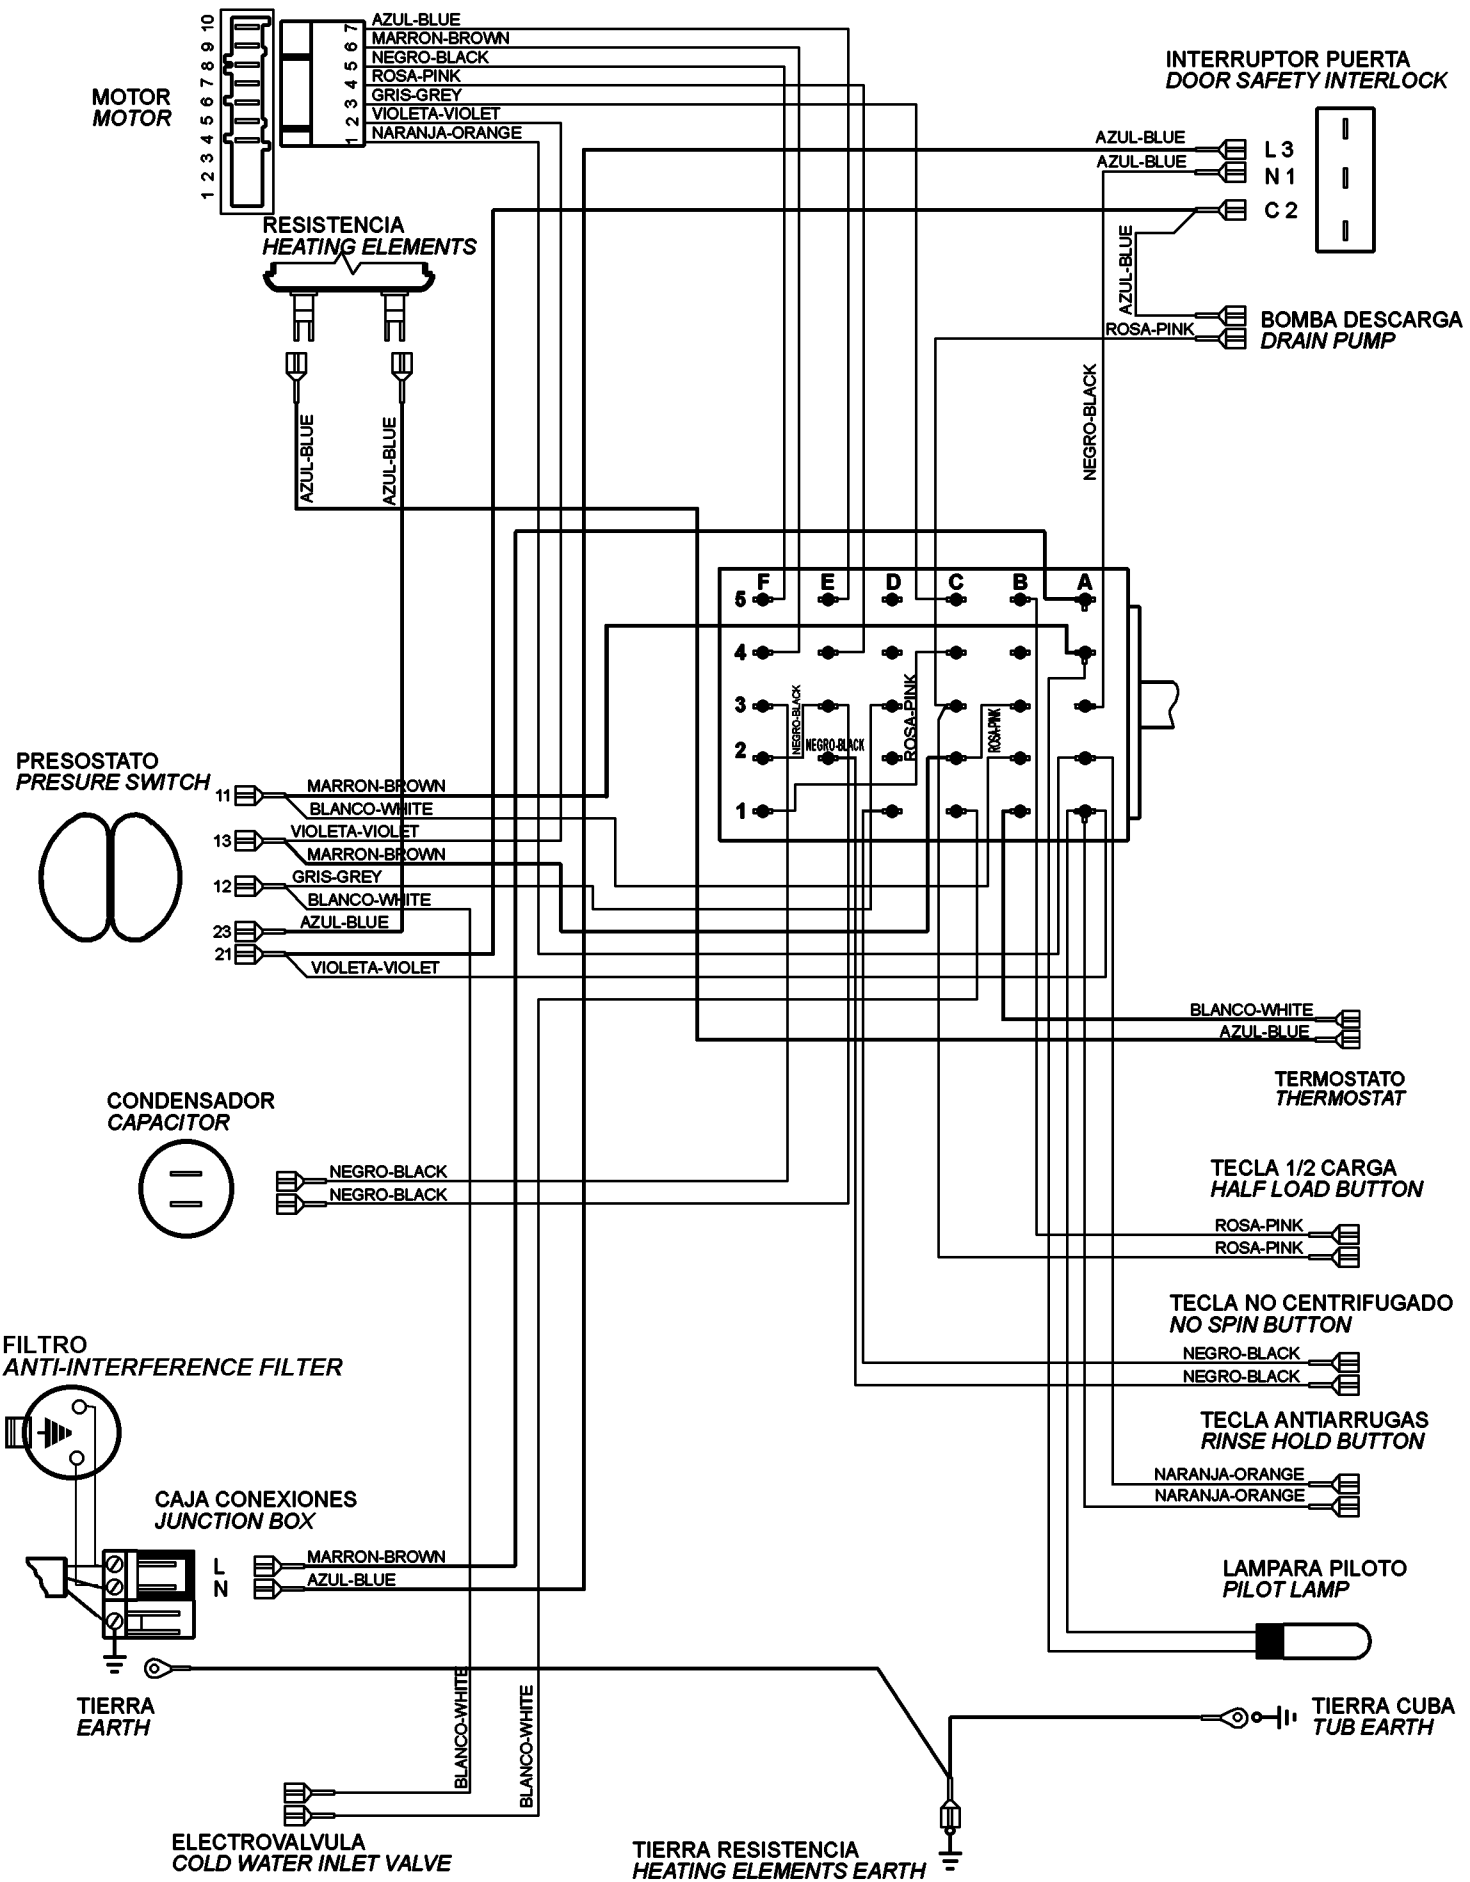 10
9
8
7
6
5
4
3
2
1
MOTOR
MOTOR
7
6
5
4
3
2
1
AZUL-BLUE
MARRON-BROWN
NEGRO-BLACK
ROSA-PINK
GRIS-GREY
VIOLETA-VIOLET
NARANJA-ORANGE
INTERRUPTOR PUERTA
DOOR SAFETY INTERLOCK
AZUL-BLUE
L 3
AZUL-BLUE
N 1
C 2
AZUL-BLUE
RESISTENCIA
HEATING ELEMENTS
BOMBA DESCARGA
DRAIN PUMP
ROSA-PINK
NEGRO-BLACK
AZUL-BLUE
AZUL-BLUE
F E D C B A
5
4
3
2
1
NEGRO-BLACK
NEGRO-BLACK
ROSA-PINK
ROSA-PINK
PRESOSTATO
PRESURE SWITCH
11
MARRON-BROWN
BLANCO-WHITE
13
VIOLETA-VIOLET
MARRON-BROWN
12
GRIS-GREY
BLANCO-WHITE
23
AZUL-BLUE
21
VIOLETA-VIOLET
BLANCO-WHITE
AZUL-BLUE
TERMOSTATO
THERMOSTAT
CONDENSADOR
CAPACITOR
NEGRO-BLACK
NEGRO-BLACK
TECLA 1/2 CARGA
HALF LOAD BUTTON
ROSA-PINK
ROSA-PINK
TECLA NO CENTRIFUGADO
NO SPIN BUTTON
NEGRO-BLACK
NEGRO-BLACK
FILTRO
ANTI-INTERFERENCE FILTER
TECLA ANTIARRUGAS
RINSE HOLD BUTTON
NARANJA-ORANGE
NARANJA-ORANGE
CAJA CONEXIONES
JUNCTION BOX
L
MARRON-BROWN
N
AZUL-BLUE
LAMPARA PILOTO
PILOT LAMP
TIERRA
EARTH
BLANCO-WHITE
BLANCO-WHITE
TIERRA CUBA
TUB EARTH
ELECTROVALVULA
COLD WATER INLET VALVE
TIERRA RESISTENCIA
HEATING ELEMENTS EARTH